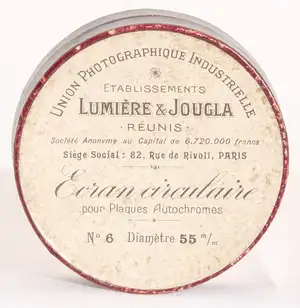 UNION PHOTOGRAPHIQUE INDUSTRIELLE
ETABLISSEMENTS
LUMIÈRE & JOUGLA
· RÉUNIS ·
Société Anonyme au Capital de 6.720.000 francs
Siège Social : 82, Rue de Rivoli, PARIS
Ecran circulaire
pour Plaques Autochromes
No 6 Diamètre 55 m/m